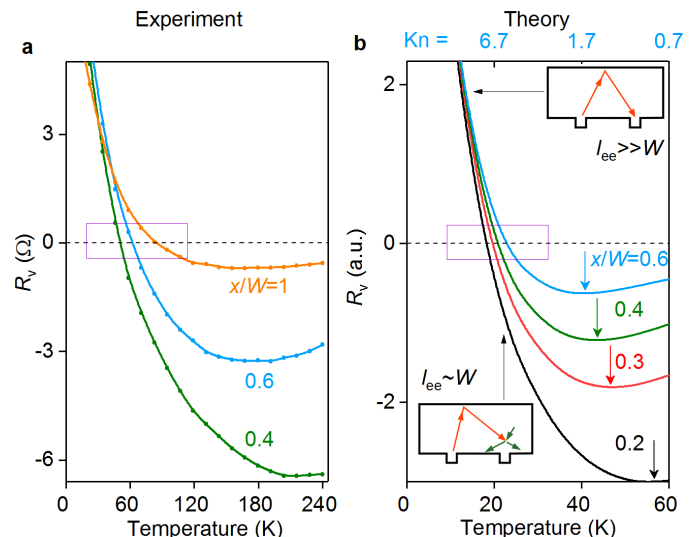 Experiment
Theory
a
b
Kn = 6.7 1.7 0.7
3
0
-3
-6
R_v (Ω)
x/W=1
0.6
0.4
0 60 120 180 240
Temperature (K)
2
0
-2
R_v (a.u.)
l_ee>>W
x/W=0.6
0.4
0.3
0.2
l_ee~W
0 20 40 60
Temperature (K)